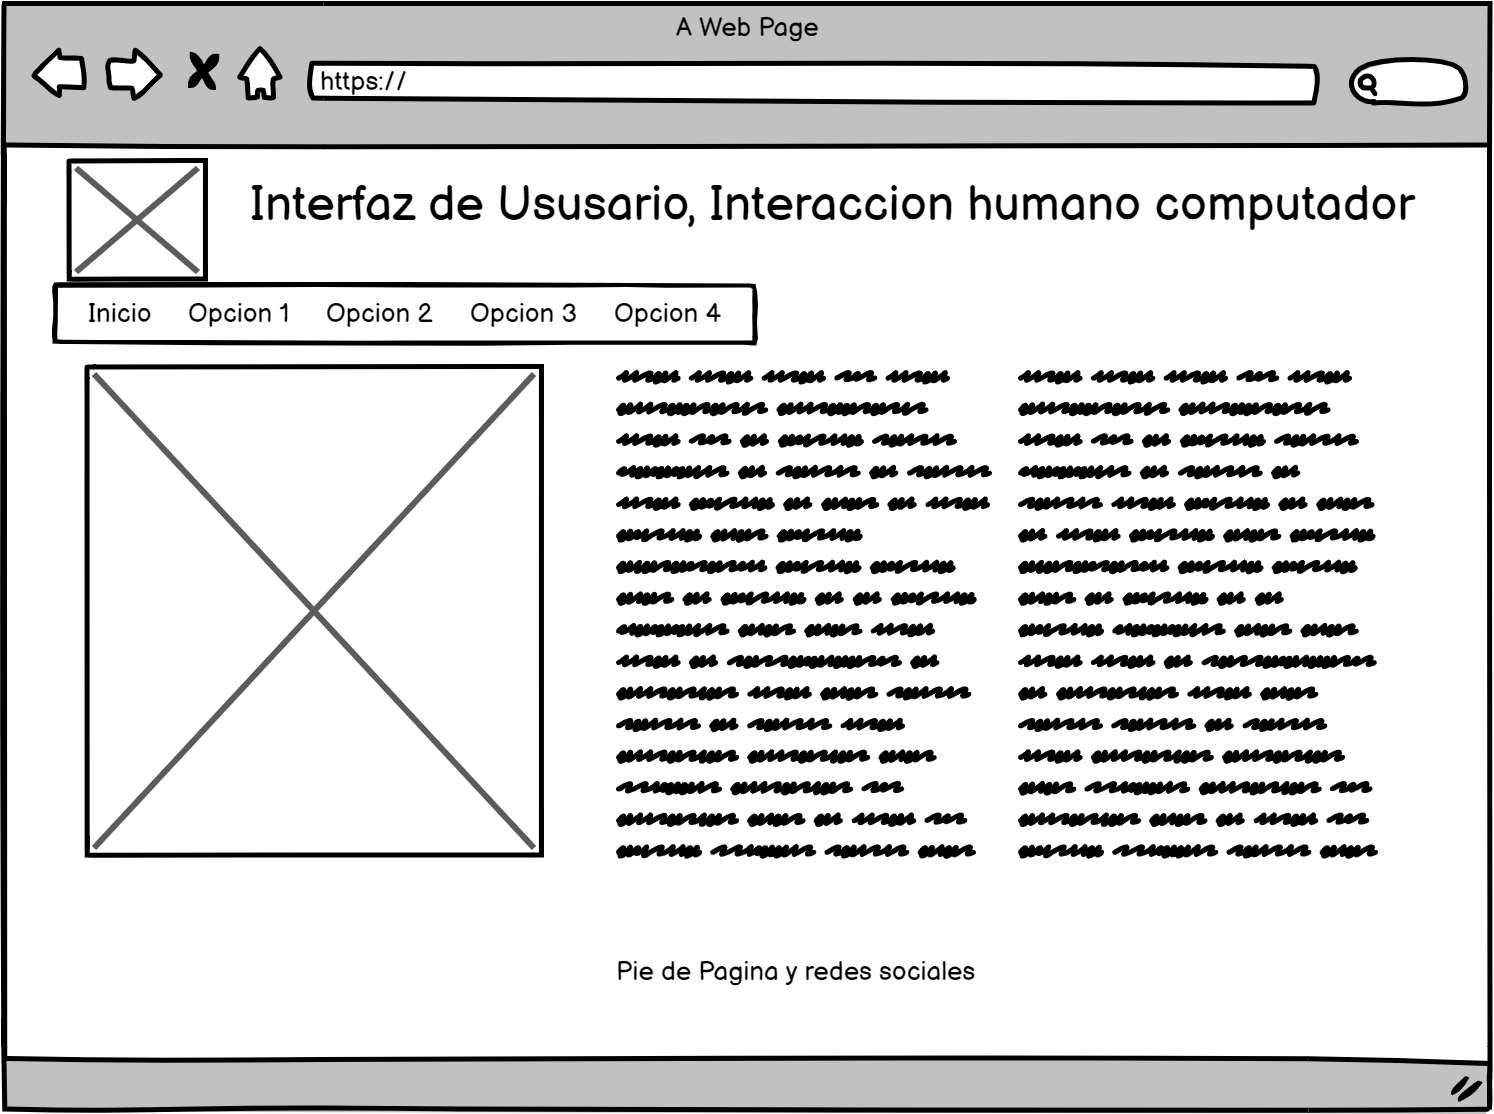 A Web Page
https://
Interfaz de Ususario, Interaccion humano computador
Inicio Opcion 1 Opcion 2 Opcion 3 Opcion 4
Pie de Pagina y redes sociales